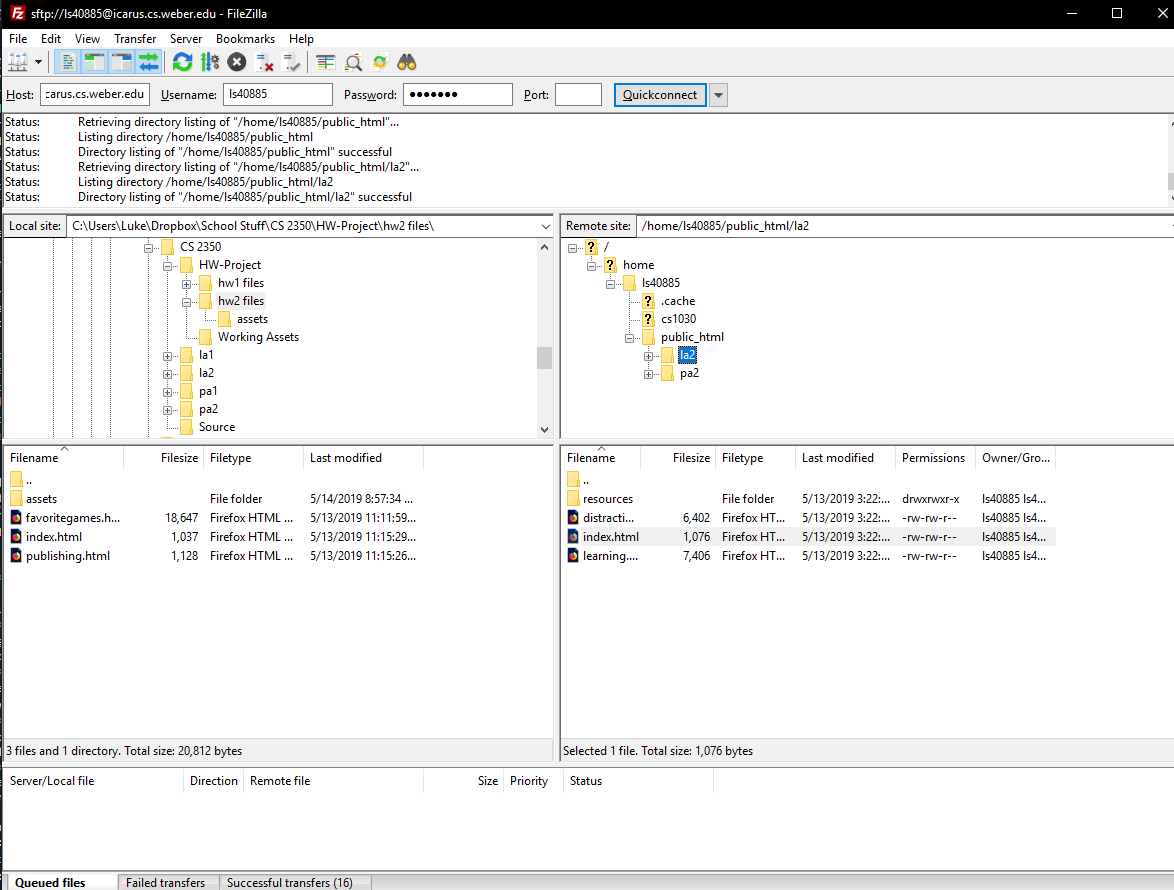 sftp://ls40885@icarus.cs.weber.edu - FileZilla
File Edit View Transfer Server Bookmarks Help
Host: carus.cs.weber.edu Username: ls40885 Password: ●●●●●●● Port: Quickconnect
Status: Retrieving directory listing of "/home/ls40885/public_html"...
Status: Listing directory /home/ls40885/public_html
Status: Directory listing of "/home/ls40885/public_html" successful
Status: Retrieving directory listing of "/home/ls40885/public_html/la2"...
Status: Listing directory /home/ls40885/public_html/la2
Status: Directory listing of "/home/ls40885/public_html/la2" successful
Local site: C:\Users\Luke\Dropbox\School Stuff\CS 2350\HW-Project\hw2 files\
CS 2350
HW-Project
hw1 files
hw2 files
assets
Working Assets
la1
la2
pa1
pa2
Source
Remote site: /home/ls40885/public_html/la2
/
home
ls40885
.cache
cs1030
public_html
la2
pa2
Filename Filesize Filetype Last modified
..
assets File folder 5/14/2019 8:57:34 ...
favoritegames.h... 18,647 Firefox HTML ... 5/13/2019 11:11:59...
index.html 1,037 Firefox HTML ... 5/13/2019 11:15:29...
publishing.html 1,128 Firefox HTML ... 5/13/2019 11:15:26...
3 files and 1 directory. Total size: 20,812 bytes
Filename Filesize Filetype Last modified Permissions Owner/Gro...
..
resources File folder 5/13/2019 3:22:... drwxrwxr-x ls40885 ls4...
distracti... 6,402 Firefox HT... 5/13/2019 3:22:... -rw-rw-r-- ls40885 ls4...
index.html 1,076 Firefox HT... 5/13/2019 3:22:... -rw-rw-r-- ls40885 ls4...
learning.... 7,406 Firefox HT... 5/13/2019 3:22:... -rw-rw-r-- ls40885 ls4...
Selected 1 file. Total size: 1,076 bytes
Server/Local file Direction Remote file Size Priority Status
Queued files Failed transfers Successful transfers (16)